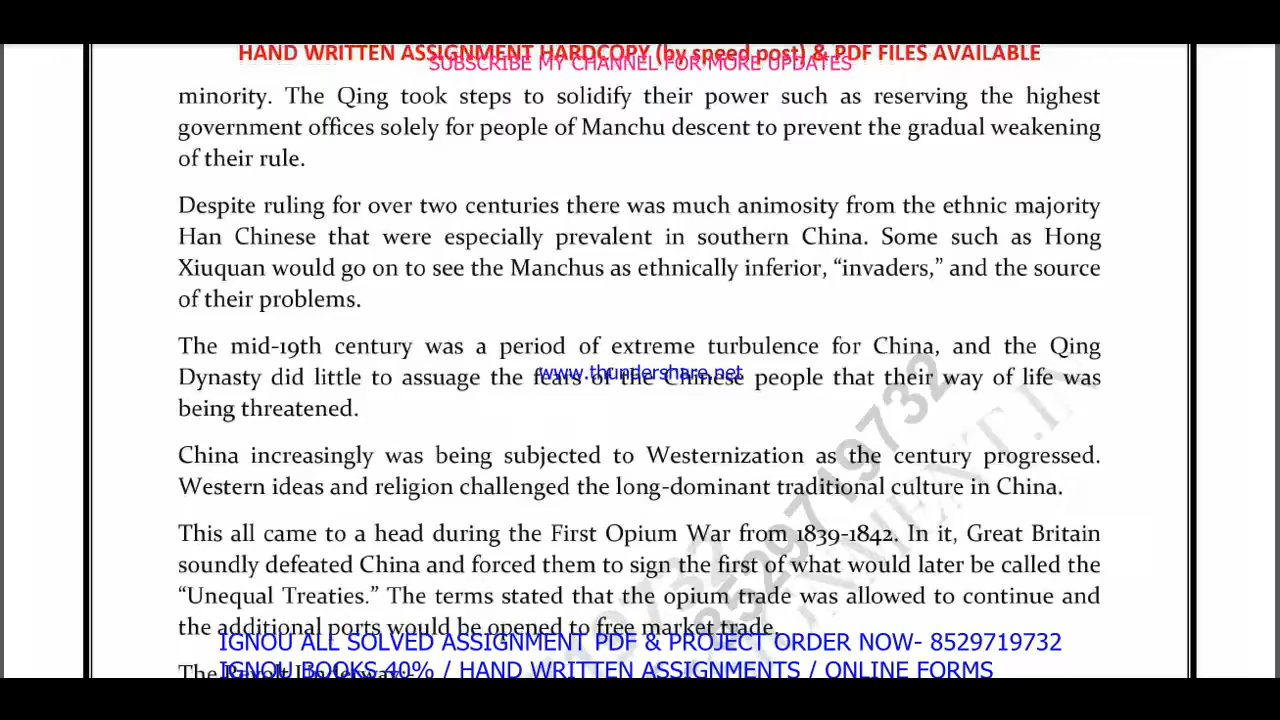 HAND WRITTEN ASSIGNMENT HARDCOPY (by speed post) & PDF FILES AVAILABLE
SUBSCRIBE MY CHANNEL FOR MORE UPDATES
minority. The Qing took steps to solidify their power such as reserving the highest
government offices solely for people of Manchu descent to prevent the gradual weakening
of their rule.
Despite ruling for over two centuries there was much animosity from the ethnic majority
Han Chinese that were especially prevalent in southern China. Some such as Hong
Xiuquan would go on to see the Manchus as ethnically inferior, “invaders,” and the source
of their problems.
The mid-19th century was a period of extreme turbulence for China, and the Qing
Dynasty did little to assuage the fears of the Chinese people that their way of life was
www.thundershare.net
being threatened.
China increasingly was being subjected to Westernization as the century progressed.
Western ideas and religion challenged the long-dominant traditional culture in China.
This all came to a head during the First Opium War from 1839-1842. In it, Great Britain
soundly defeated China and forced them to sign the first of what would later be called the
“Unequal Treaties.” The terms stated that the opium trade was allowed to continue and
the additional ports would be opened to free market trade.
IGNOU ALL SOLVED ASSIGNMENT PDF & PROJECT ORDER NOW- 8529719732
The Revolt Underway:-
IGNOU BOOKS 40% / HAND WRITTEN ASSIGNMENTS / ONLINE FORMS
8529719732